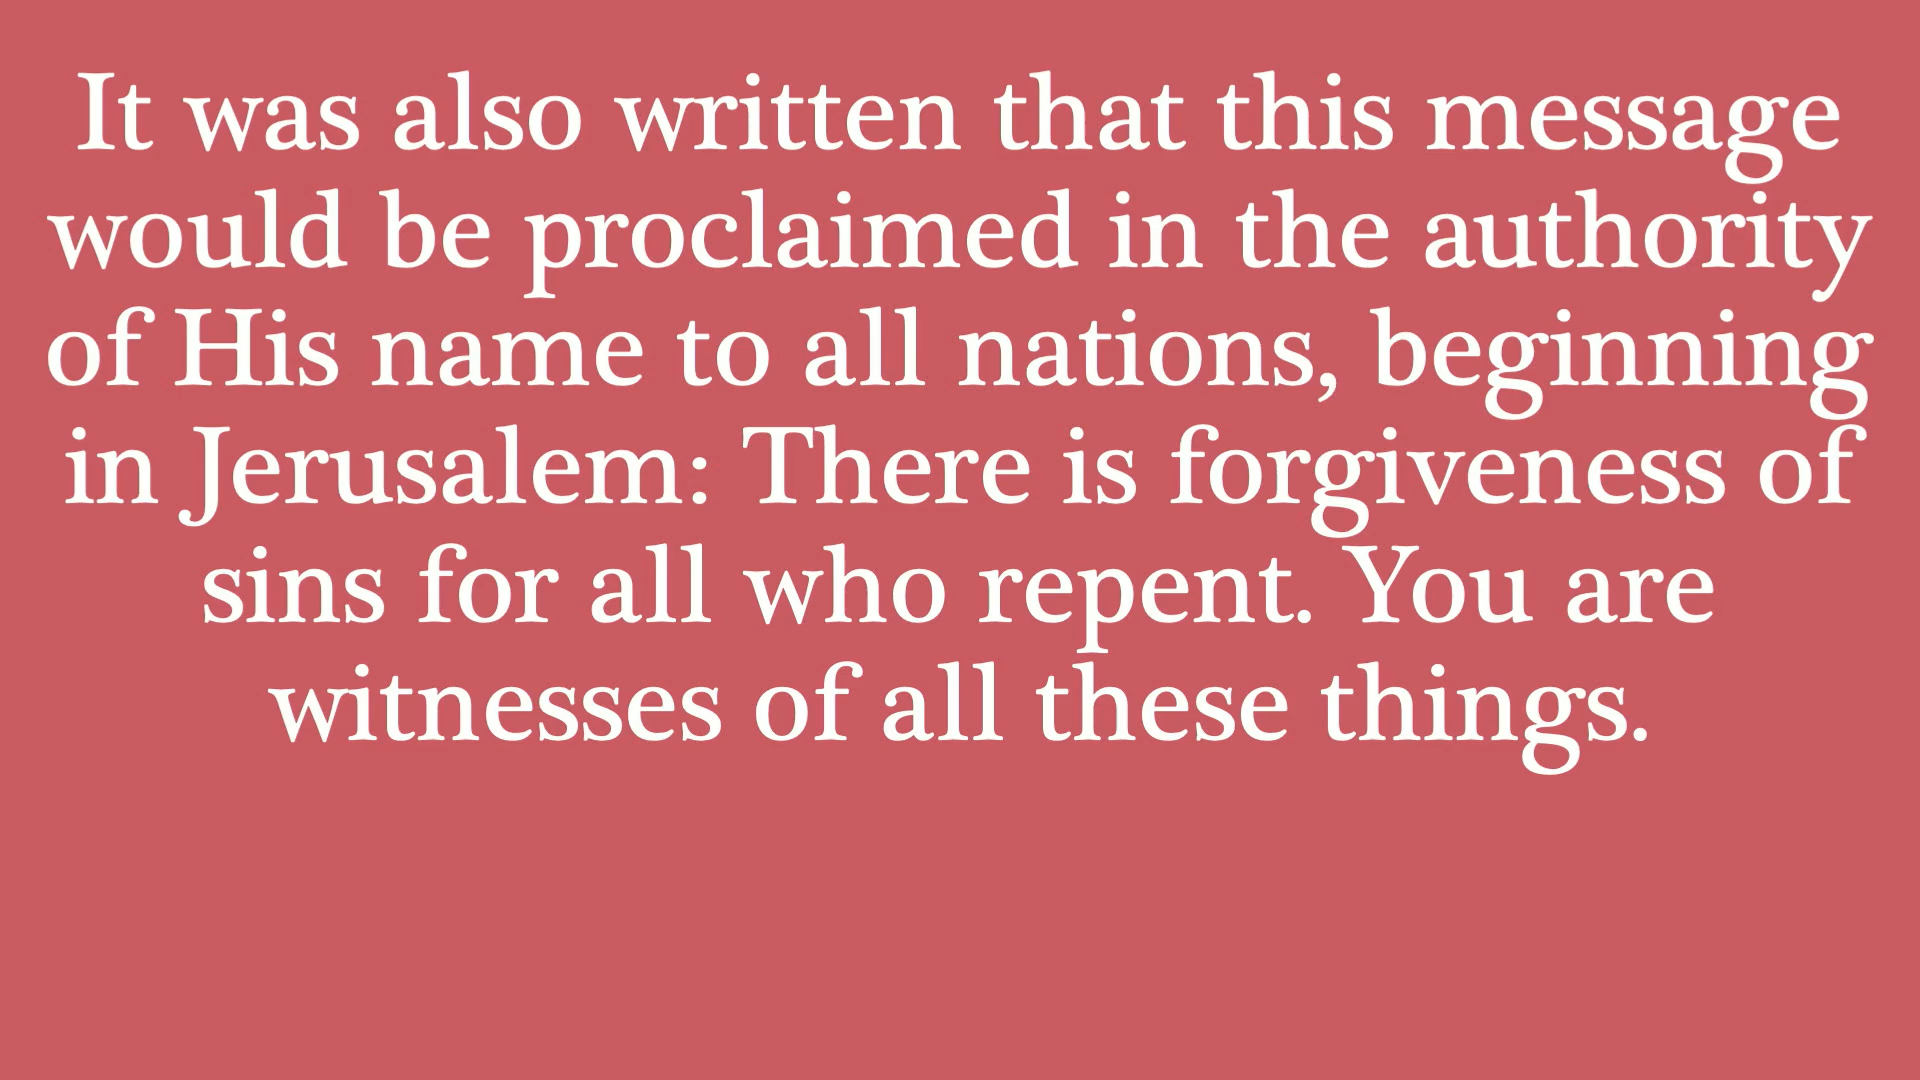 It was also written that this message
would be proclaimed in the authority
of His name to all nations, beginning
in Jerusalem: There is forgiveness of
sins for all who repent. You are
witnesses of all these things.